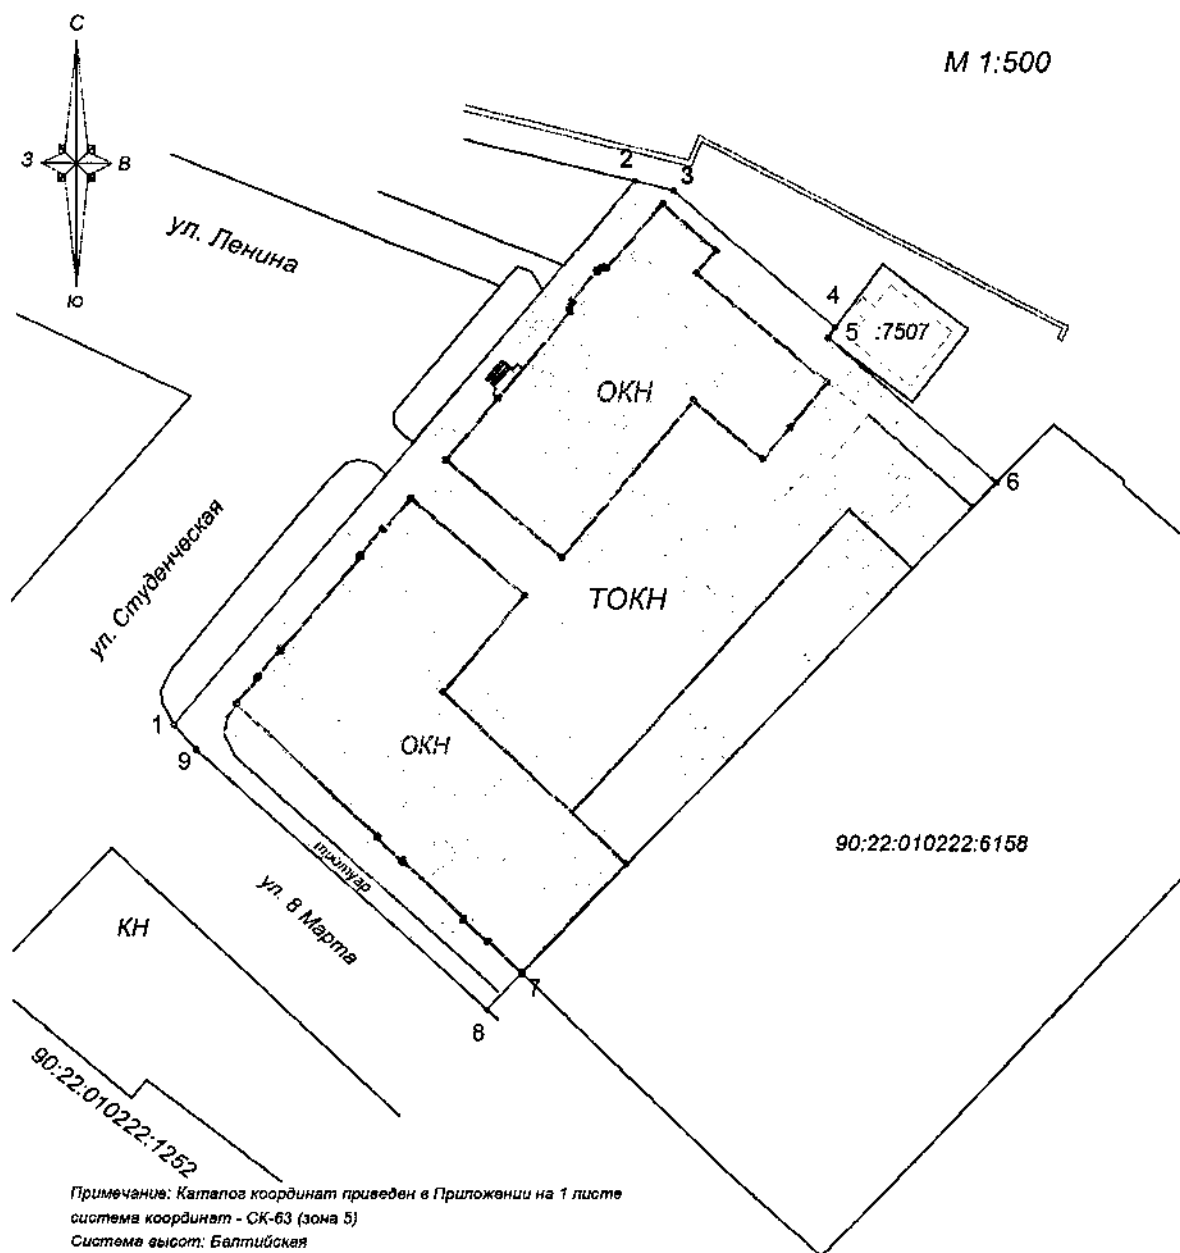 С
М 1:500
З
В
Ю
2
3
ул. Ленина
4
5
:7507
ОКН
6
ул. Студенческая
ТОКН
1
9
ОКН
тротуар
ул. 8 Марта
90:22:010222:6158
КН
7
8
90:22:010222:1252
Примечание: Каталог координат приведен в Приложении на 1 листе
система координат - СК-63 (зона 5)
Система высот: Балтийская